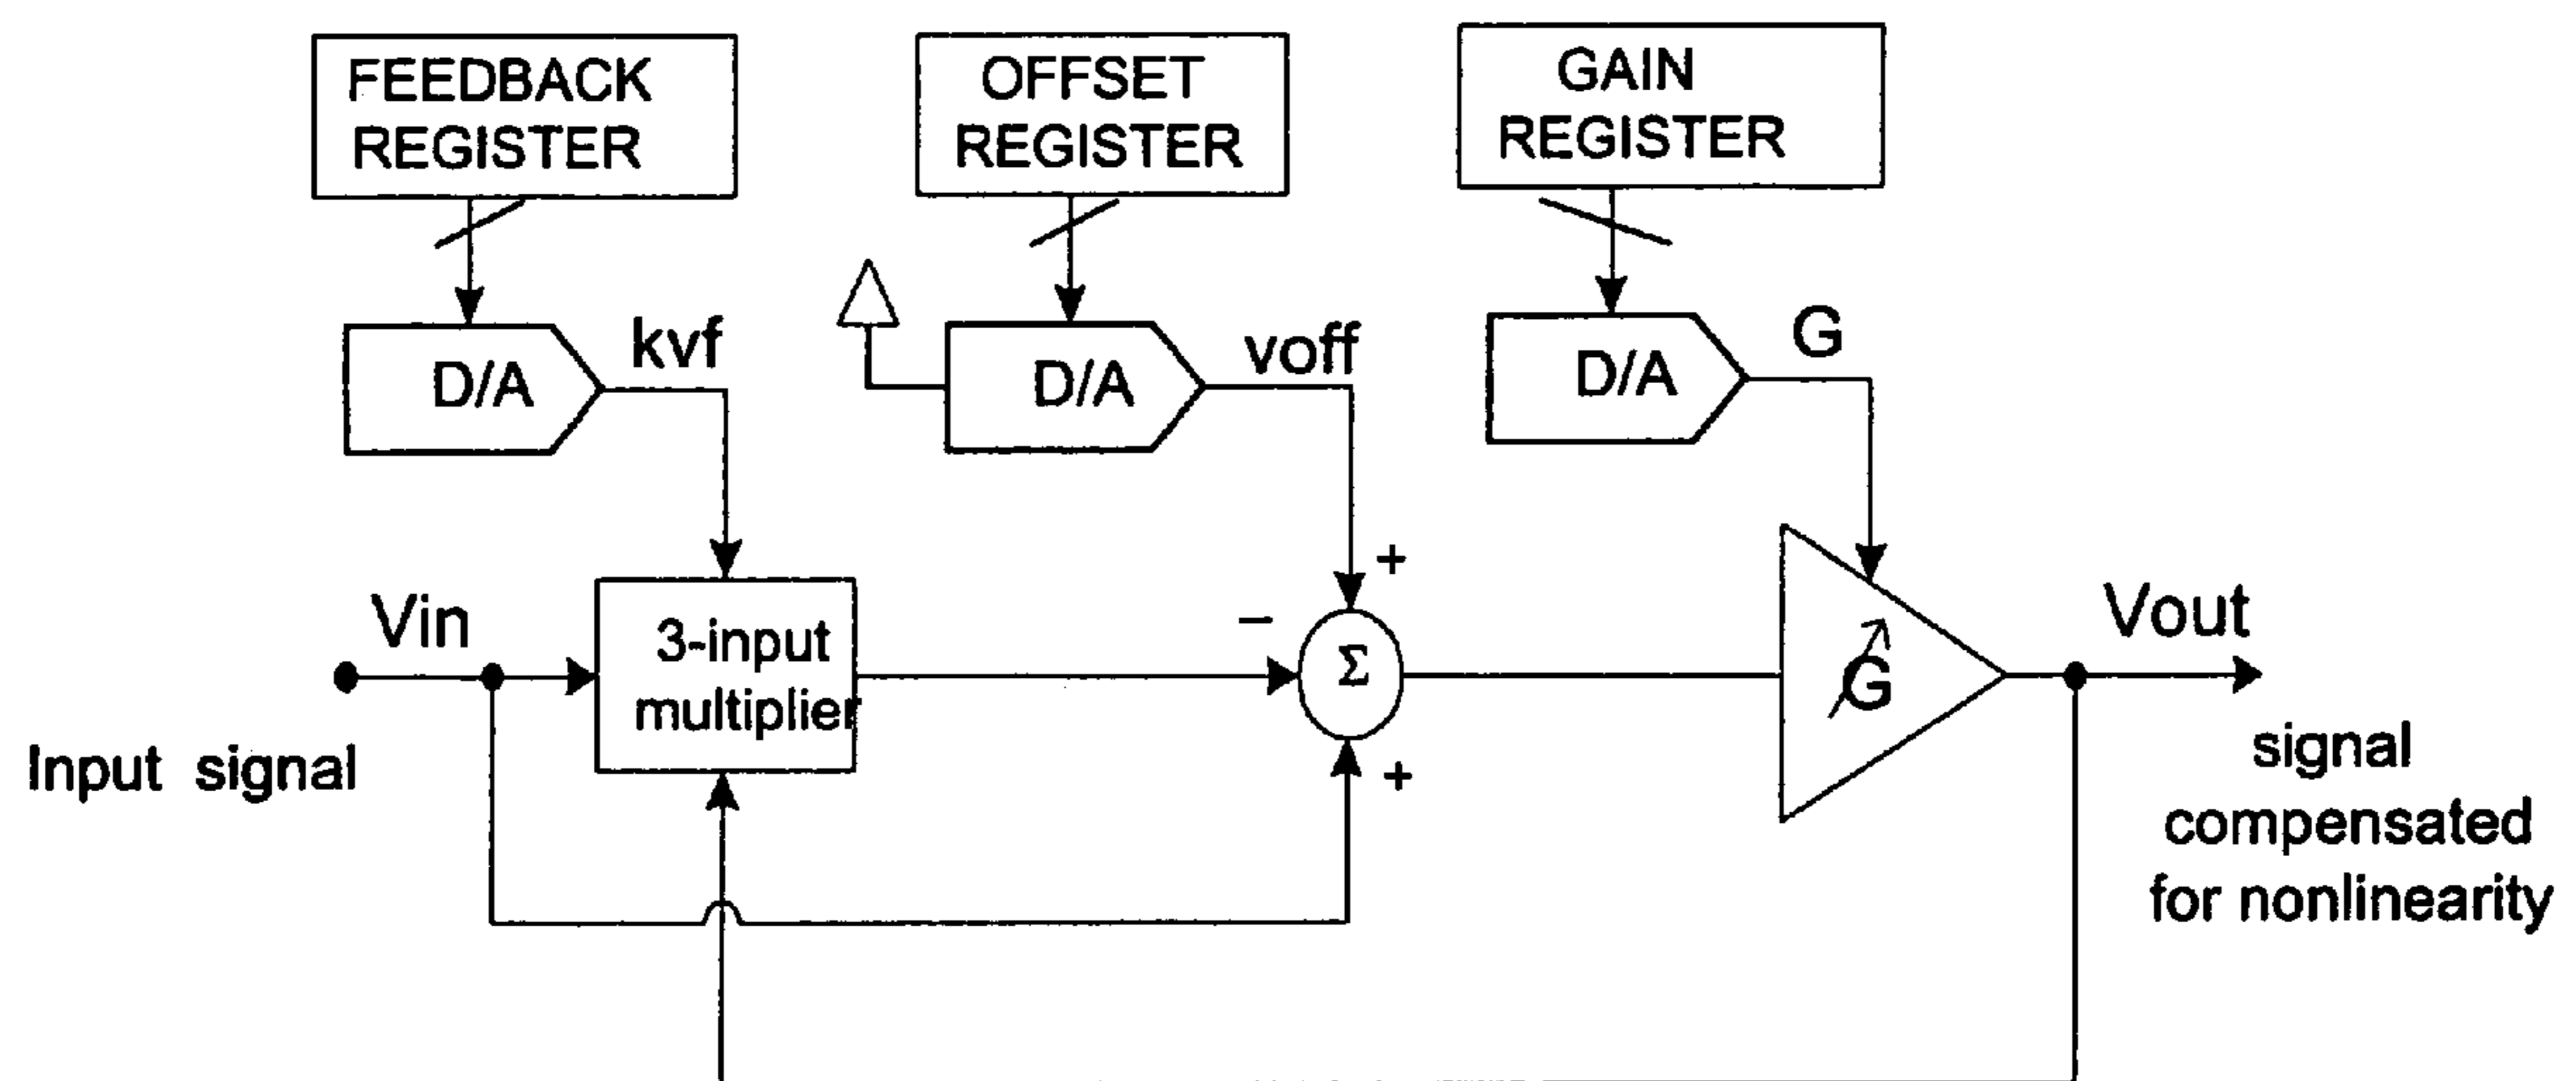 FEEDBACK
REGISTER
OFFSET
REGISTER
GAIN
REGISTER
D/A
kvf
D/A
voff
D/A
G
Vin
3-input
multiplier
Input signal
–
+
Σ
+
G
Vout
signal
compensated
for nonlinearity